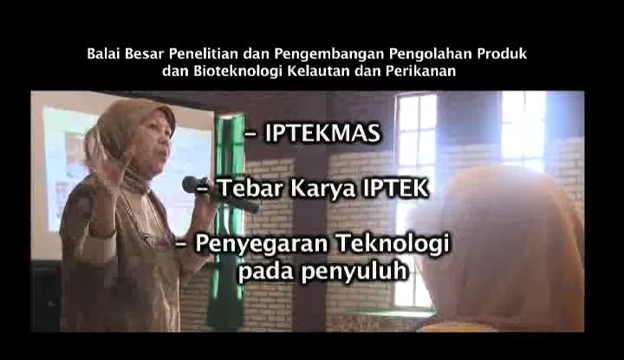 Balai Besar Penelitian dan Pengembangan Pengolahan Produk
dan Bioteknologi Kelautan dan Perikanan
- IPTEKMAS
- Tebar Karya IPTEK
- Penyegaran Teknologi
pada penyuluh